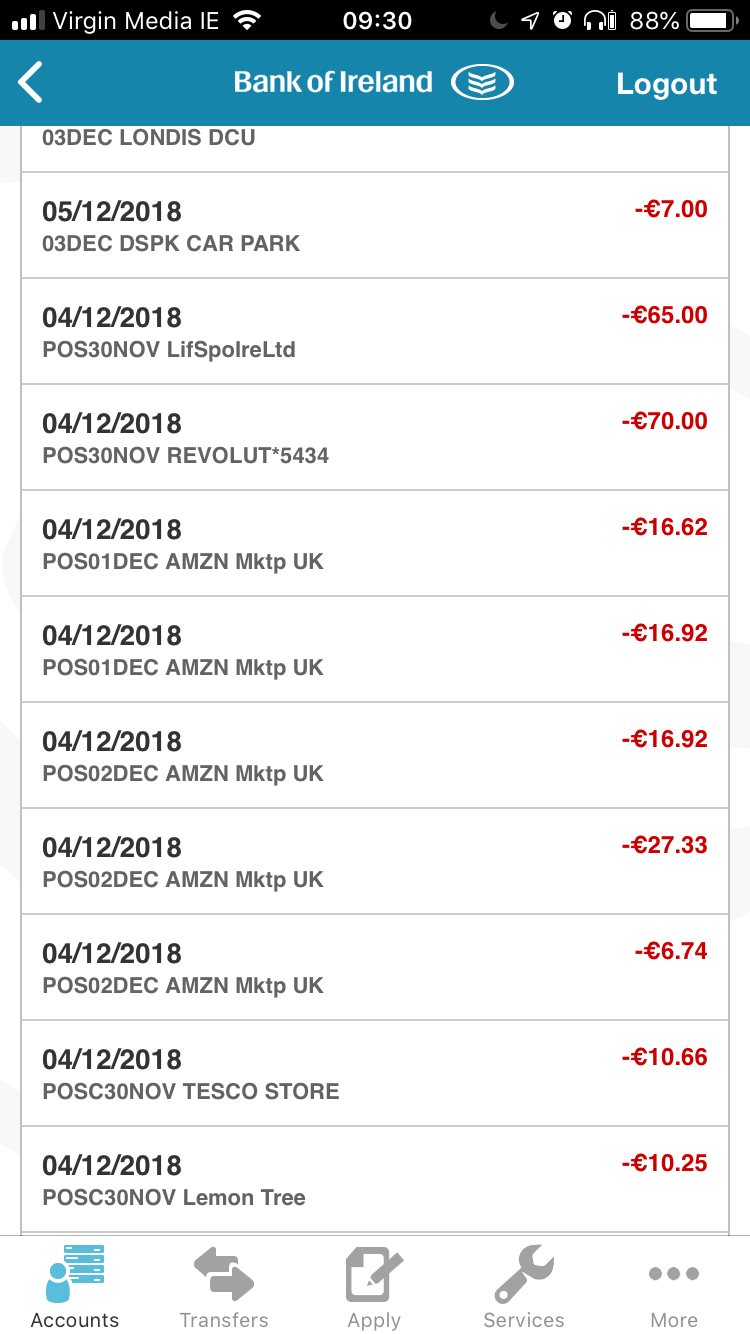 Virgin Media IE 09:30 88%
Bank of Ireland Logout
03DEC LONDIS DCU
05/12/2018 -€7.00
03DEC DSPK CAR PARK
04/12/2018 -€65.00
POS30NOV LifSpoIreLtd
04/12/2018 -€70.00
POS30NOV REVOLUT*5434
04/12/2018 -€16.62
POS01DEC AMZN Mktp UK
04/12/2018 -€16.92
POS01DEC AMZN Mktp UK
04/12/2018 -€16.92
POS02DEC AMZN Mktp UK
04/12/2018 -€27.33
POS02DEC AMZN Mktp UK
04/12/2018 -€6.74
POS02DEC AMZN Mktp UK
04/12/2018 -€10.66
POSC30NOV TESCO STORE
04/12/2018 -€10.25
POSC30NOV Lemon Tree
Accounts Transfers Apply Services More